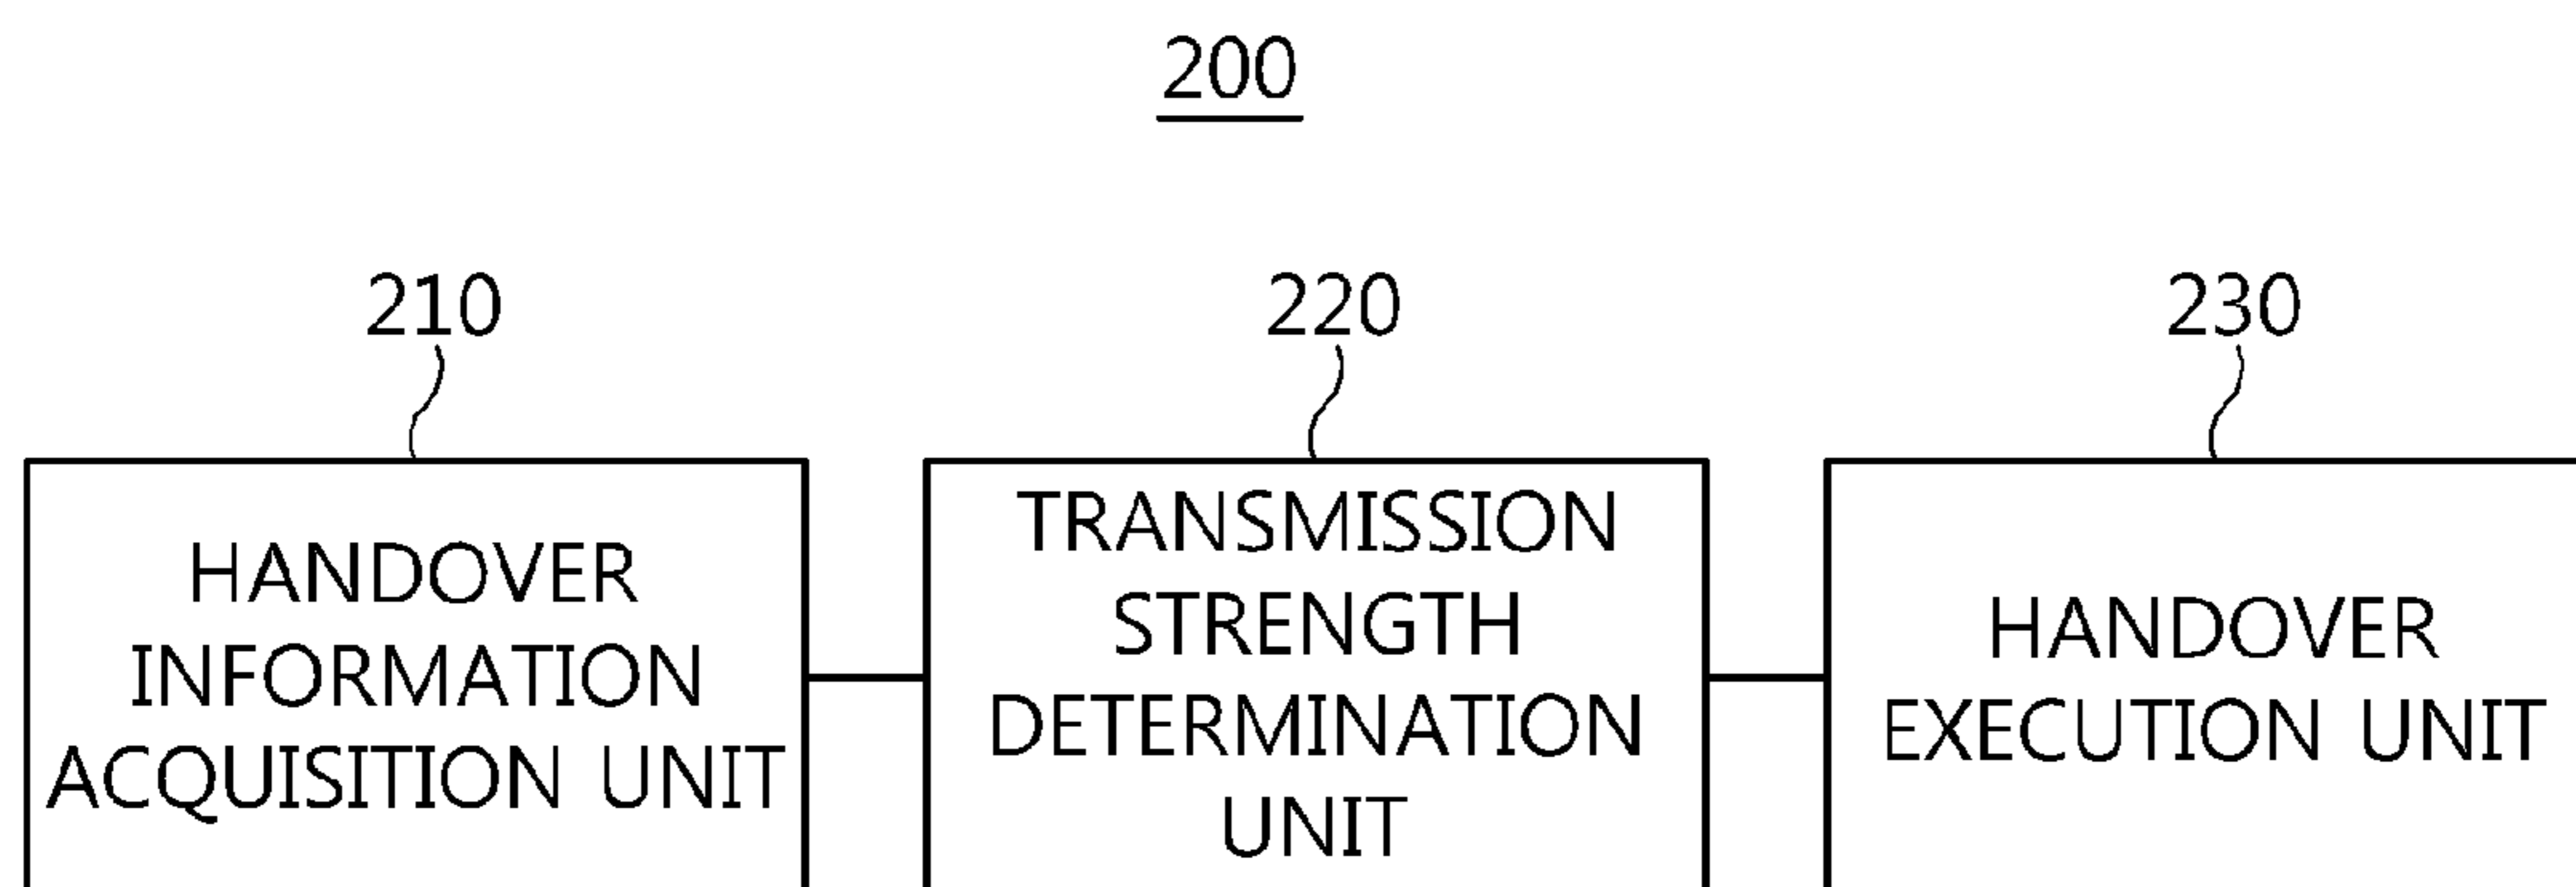 200
210
220
230
HANDOVER
INFORMATION
ACQUISITION UNIT
TRANSMISSION
STRENGTH
DETERMINATION
UNIT
HANDOVER
EXECUTION UNIT